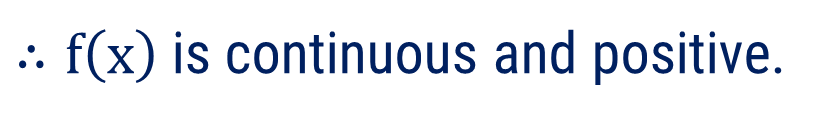 ∴ f(x) is continuous and positive.